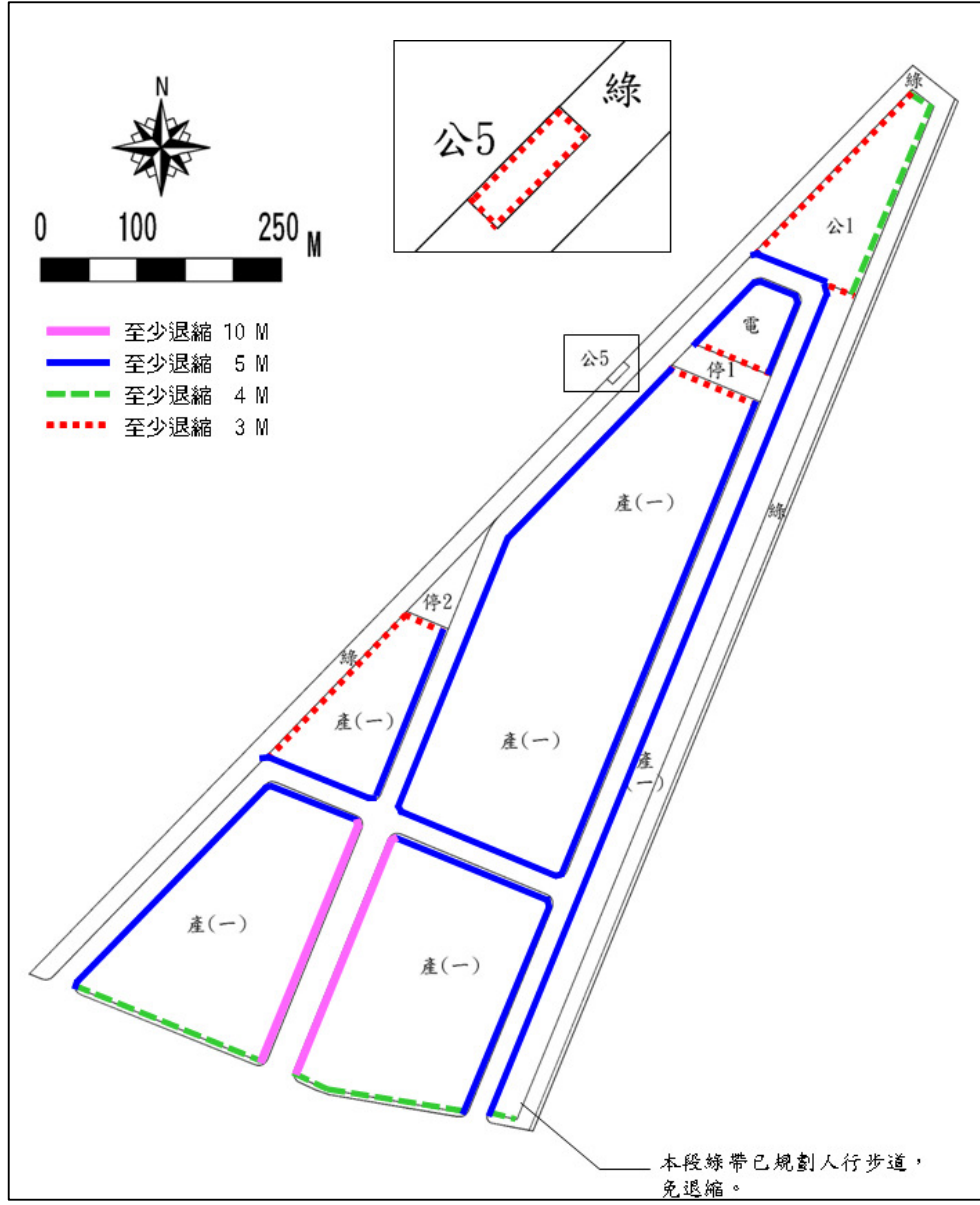 公5
綠
N
0 100 250 M
至少退縮 10 M
至少退縮 5 M
至少退縮 4 M
至少退縮 3 M
綠
公1
電
停1
公5
產(一)
綠
停2
綠
產(一)
產(一)
產
(一)
產(一)
產(一)
本段綠帶已規劃人行步道，
免退縮。